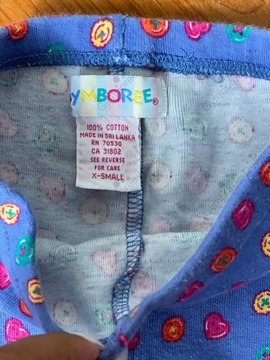 YMBOREE®
100% COTTON
MADE IN SRI LANKA
RN 70530
CA 31802
SEE REVERSE
FOR CARE
X-SMALL